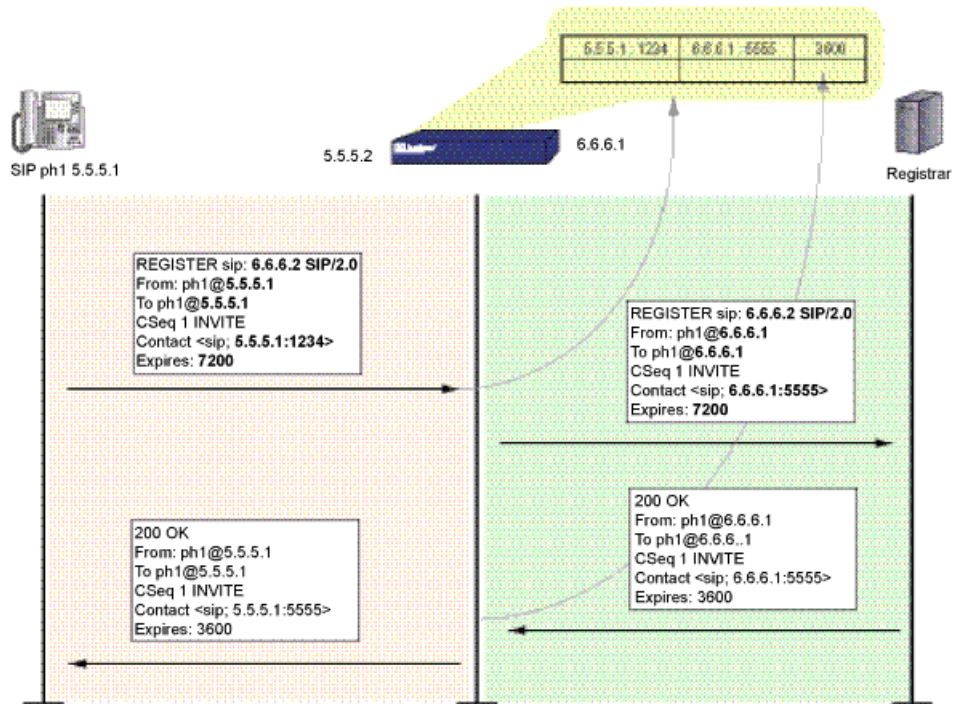 5.5.5.1 : 1234 6.6.6.1 : 5555 3600
5.5.5.2
6.6.6.1
SIP ph1 5.5.5.1
Registrar
REGISTER sip: 6.6.6.2 SIP/2.0
From: ph1@5.5.5.1
To ph1@5.5.5.1
CSeq 1 INVITE
Contact <sip; 5.5.5.1:1234>
Expires: 7200
REGISTER sip: 6.6.6.2 SIP/2.0
From: ph1@6.6.6.1
To ph1@6.6.6.1
CSeq 1 INVITE
Contact <sip; 6.6.6.1:5555>
Expires: 7200
200 OK
From: ph1@6.6.6.1
To ph1@6.6.6..1
CSeq 1 INVITE
Contact <sip; 6.6.6.1:5555>
Expires: 3600
200 OK
From: ph1@5.5.5.1
To ph1@5.5.5.1
CSeq 1 INVITE
Contact <sip; 5.5.5.1:5555>
Expires: 3600